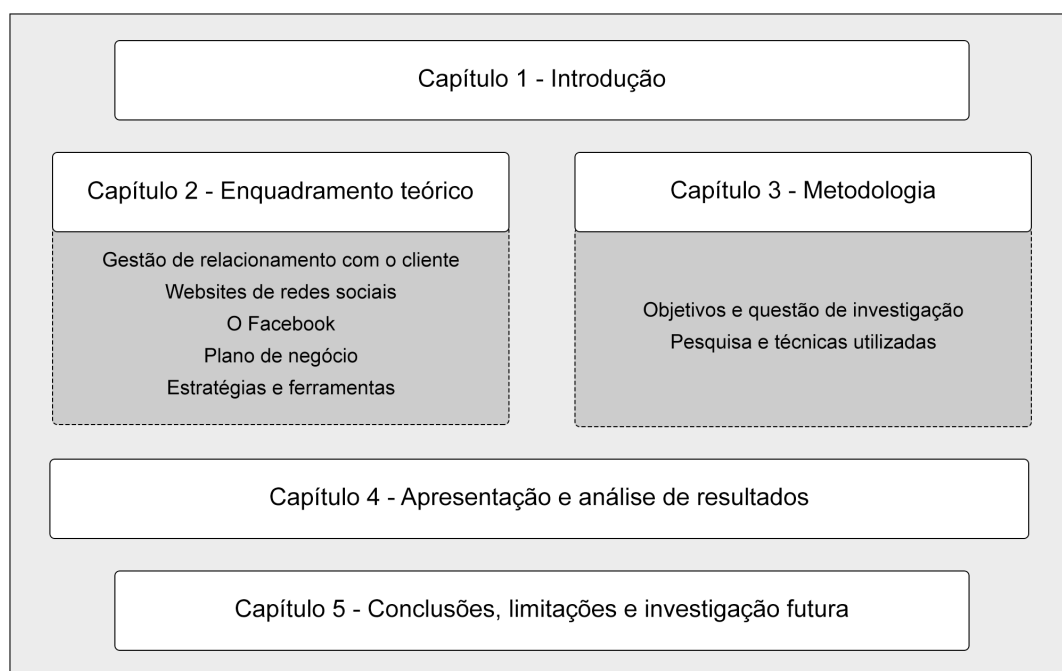 Capítulo 1 - Introdução
Capítulo 2 - Enquadramento teórico
Gestão de relacionamento com o cliente
Websites de redes sociais
O Facebook
Plano de negócio
Estratégias e ferramentas
Capítulo 3 - Metodologia
Objetivos e questão de investigação
Pesquisa e técnicas utilizadas
Capítulo 4 - Apresentação e análise de resultados
Capítulo 5 - Conclusões, limitações e investigação futura